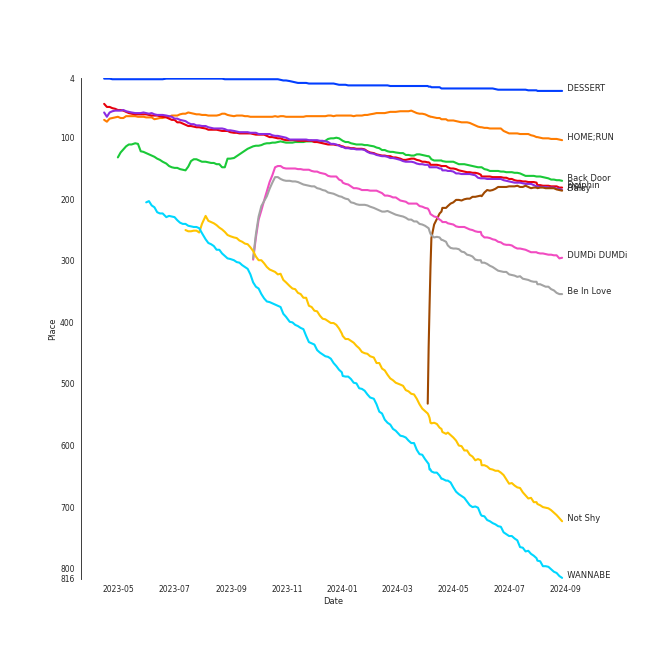 4
100
200
300
400
500
600
700
800
816
Place
2023-05
2023-07
2023-09
2023-11
2024-01
2024-03
2024-05
2024-07
2024-09
Date
DESSERT
HOME;RUN
Back Door
Dolphin
DUMDi DUMDi
Be In Love
Not Shy
WANNABE